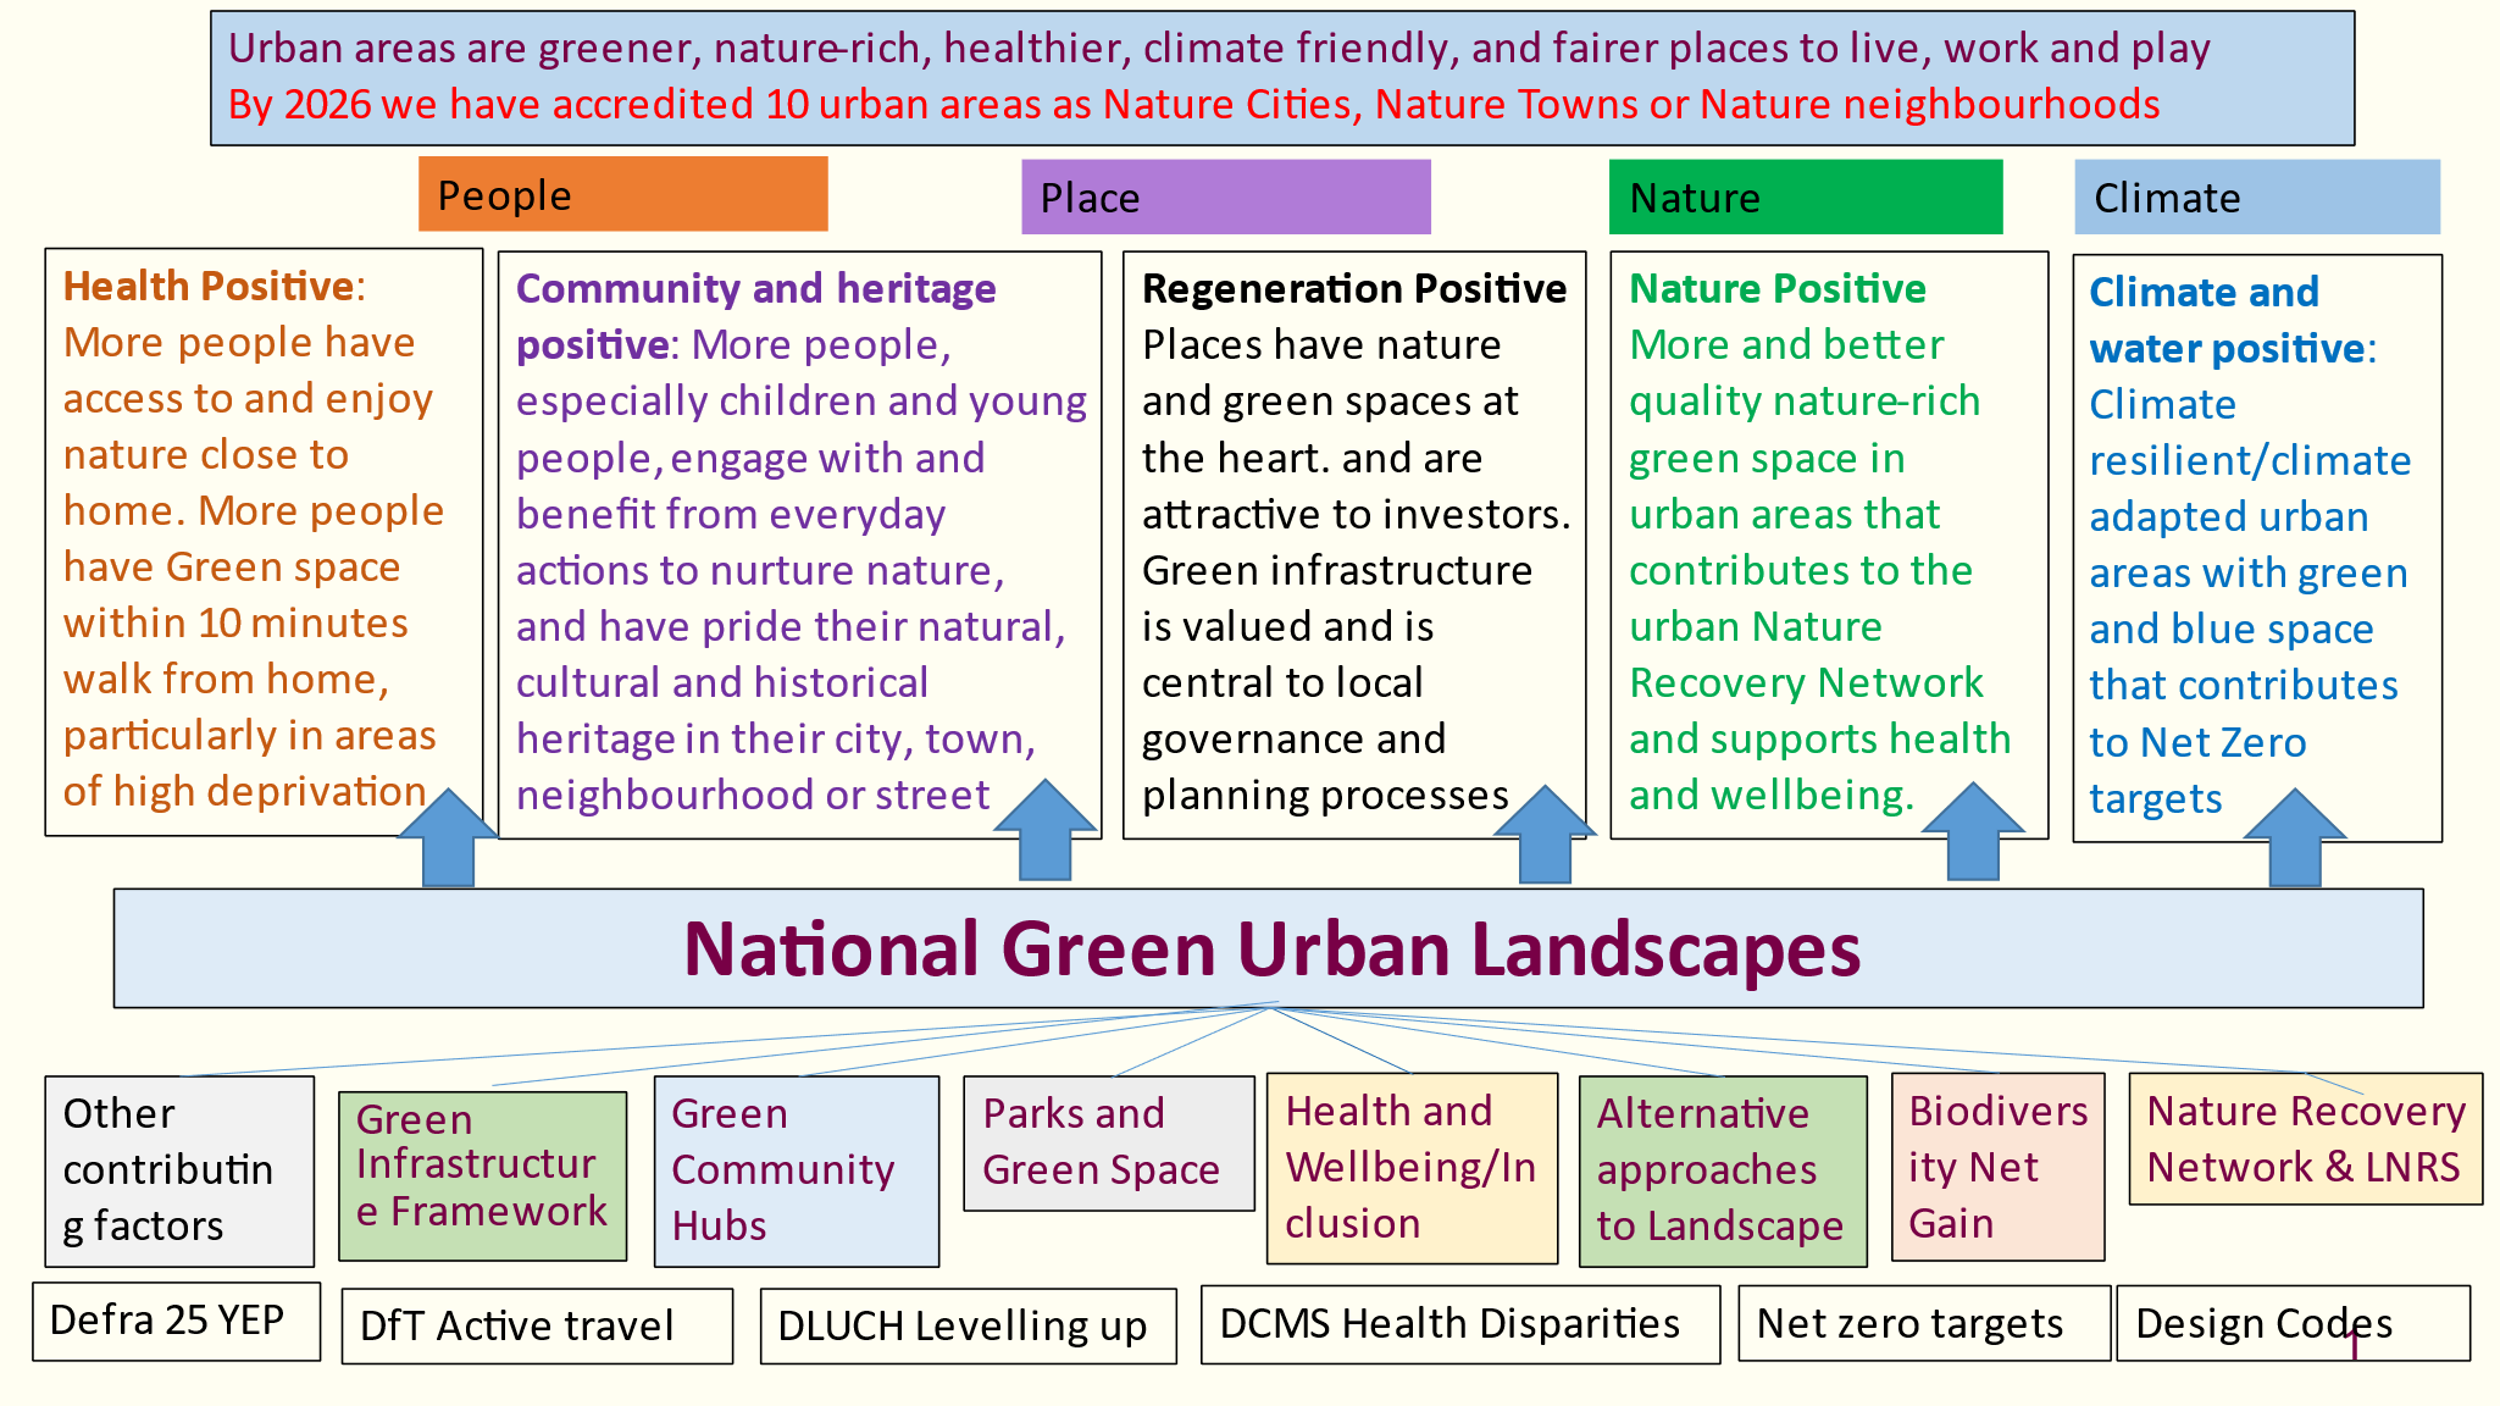 Urban areas are greener, nature-rich, healthier, climate friendly, and fairer places to live, work and play
By 2026 we have accredited 10 urban areas as Nature Cities, Nature Towns or Nature neighbourhoods
People
Place
Nature
Climate
Health Positive:
More people have
access to and enjoy
nature close to
home. More people
have Green space
within 10 minutes
walk from home,
particularly in areas
of high deprivation
Community and heritage
positive: More people,
especially children and young
people, engage with and
benefit from everyday
actions to nurture nature,
and have pride their natural,
cultural and historical
heritage in their city, town,
neighbourhood or street
Regeneration Positive
Places have nature
and green spaces at
the heart. and are
attractive to investors.
Green infrastructure
is valued and is
central to local
governance and
planning processes
Nature Positive
More and better
quality nature-rich
green space in
urban areas that
contributes to the
urban Nature
Recovery Network
and supports health
and wellbeing.
Climate and
water positive:
Climate
resilient/climate
adapted urban
areas with green
and blue space
that contributes
to Net Zero
targets
National Green Urban Landscapes
Other
contributin
g factors
Green
Infrastructur
e Framework
Green
Community
Hubs
Parks and
Green Space
Health and
Wellbeing/In
clusion
Alternative
approaches
to Landscape
Biodivers
ity Net
Gain
Nature Recovery
Network & LNRS
Defra 25 YEP
DfT Active travel
DLUCH Levelling up
DCMS Health Disparities
Net zero targets
Design Codes
1